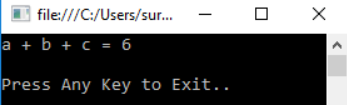 file:///C:/Users/sur...
a + b + c = 6
Press Any Key to Exit..